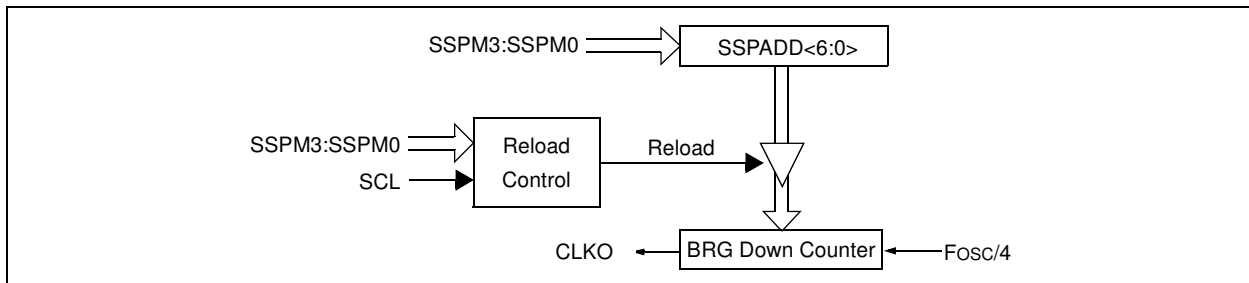 SSPM3:SSPM0
SSPADD<6:0>
SSPM3:SSPM0
SCL
Reload
Control
Reload
CLKO
BRG Down Counter
FOSC/4